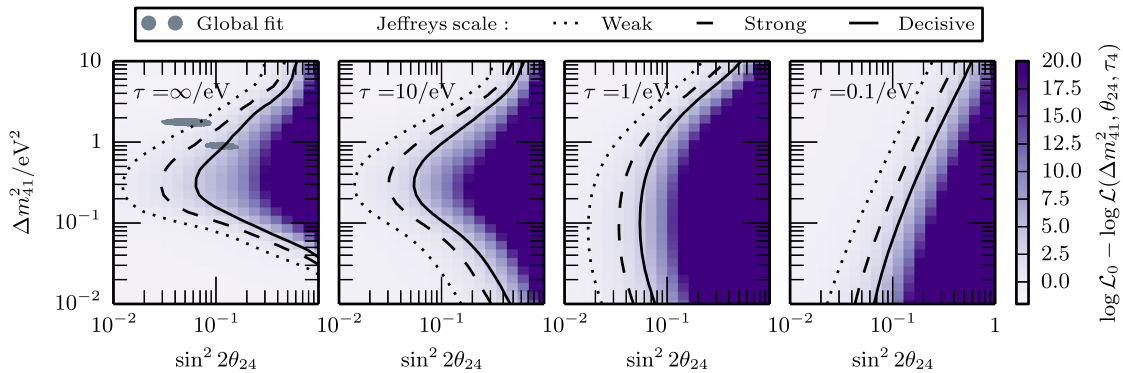 Global fit Jeffreys scale : Weak Strong Decisive
τ =∞/eV τ =10/eV τ =1/eV τ =0.1/eV
10
1
10⁻¹
10⁻²
Δm²₄₁/eV²
10⁻² 10⁻¹ 10⁻² 10⁻¹ 10⁻² 10⁻¹ 10⁻² 10⁻¹ 1
sin² 2θ₂₄ sin² 2θ₂₄ sin² 2θ₂₄ sin² 2θ₂₄
20.0
17.5
15.0
12.5
10.0
7.5
5.0
2.5
0.0
log ℒ₀ − log ℒ(Δm²₄₁, θ₂₄, τ₄)